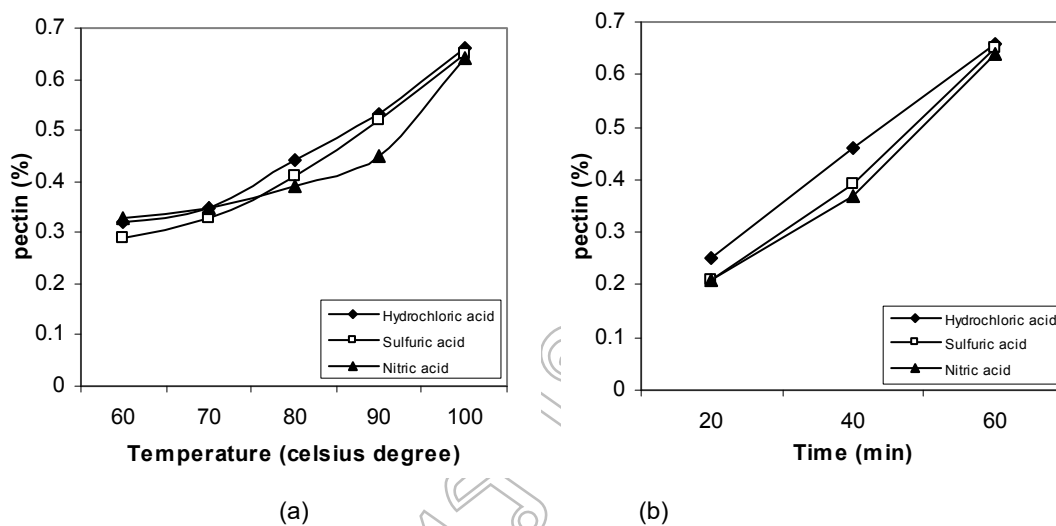 0.7
0.6
0.5
0.4
0.3
0.2
0.1
0
pectin (%)
60 70 80 90 100
Temperature (celsius degree)
Hydrochloric acid
Sulfuric acid
Nitric acid
(a)
0.7
0.6
0.5
0.4
0.3
0.2
0.1
0
pectin (%)
20 40 60
Time (min)
Hydrochloric acid
Sulfuric acid
Nitric acid
(b)